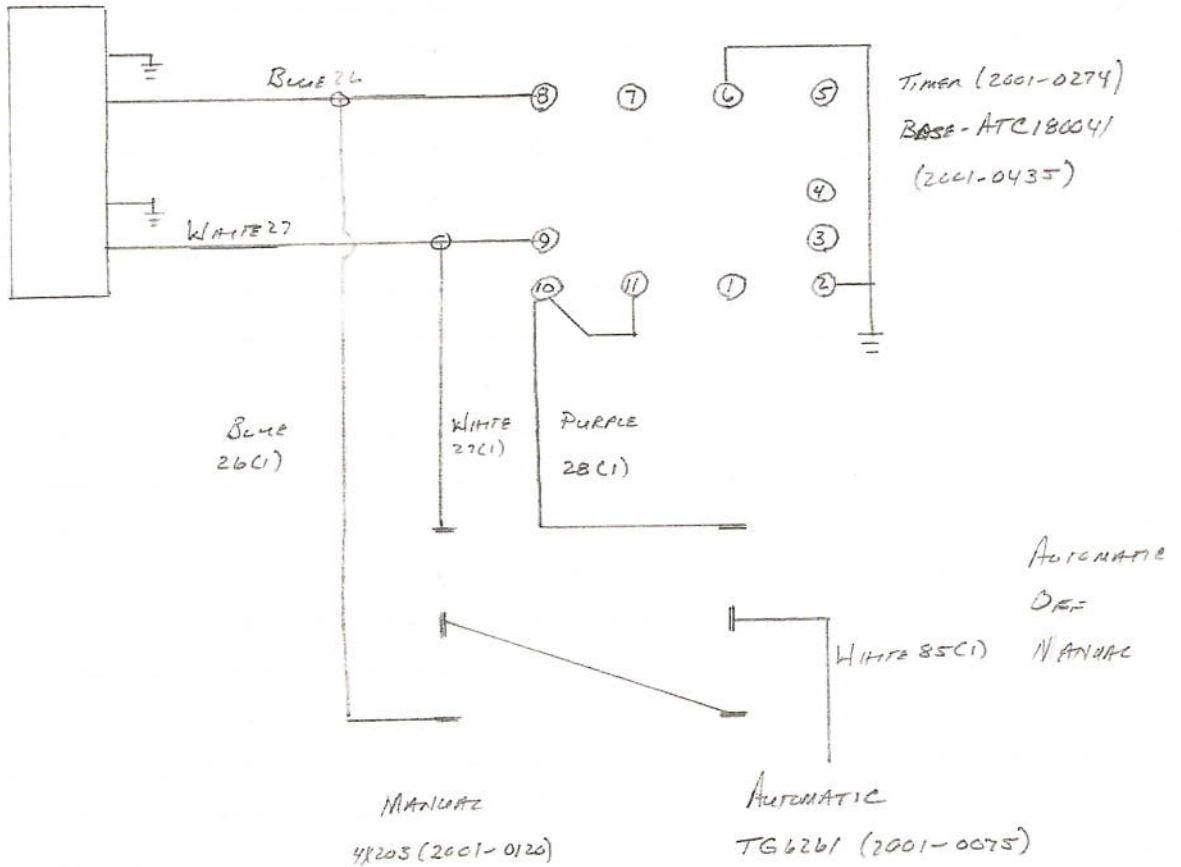 BLUE 26
8
7
6
5
TIMER (2001-0274)
BASE-ATC180041
(2001-0435)
4
WHITE 27
9
3
10
11
1
2
BLUE
26(1)
WHITE
27(1)
PURPLE
28(1)
AUTOMATIC
OFF
MANUAL
WHITE 85(1)
MANUAL
4X203 (2001-0120)
AUTOMATIC
TG6261 (2001-0075)